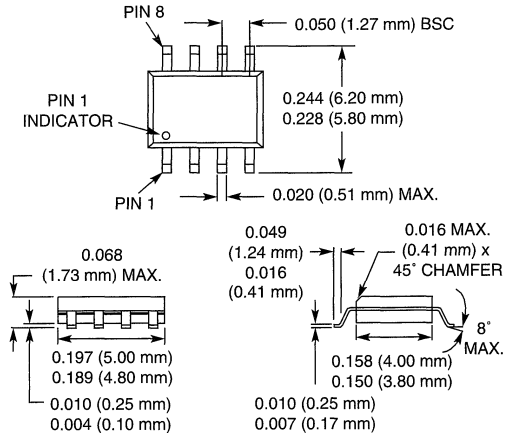 PIN 8
0.050 (1.27 mm) BSC
PIN 1
INDICATOR
0.244 (6.20 mm)
0.228 (5.80 mm)
PIN 1
0.020 (0.51 mm) MAX.
0.068
(1.73 mm) MAX.
0.197 (5.00 mm)
0.189 (4.80 mm)
0.010 (0.25 mm)
0.004 (0.10 mm)
0.049
(1.24 mm)
0.016
(0.41 mm)
0.016 MAX.
(0.41 mm) x
45° CHAMFER
8°
MAX.
0.158 (4.00 mm)
0.150 (3.80 mm)
0.010 (0.25 mm)
0.007 (0.17 mm)